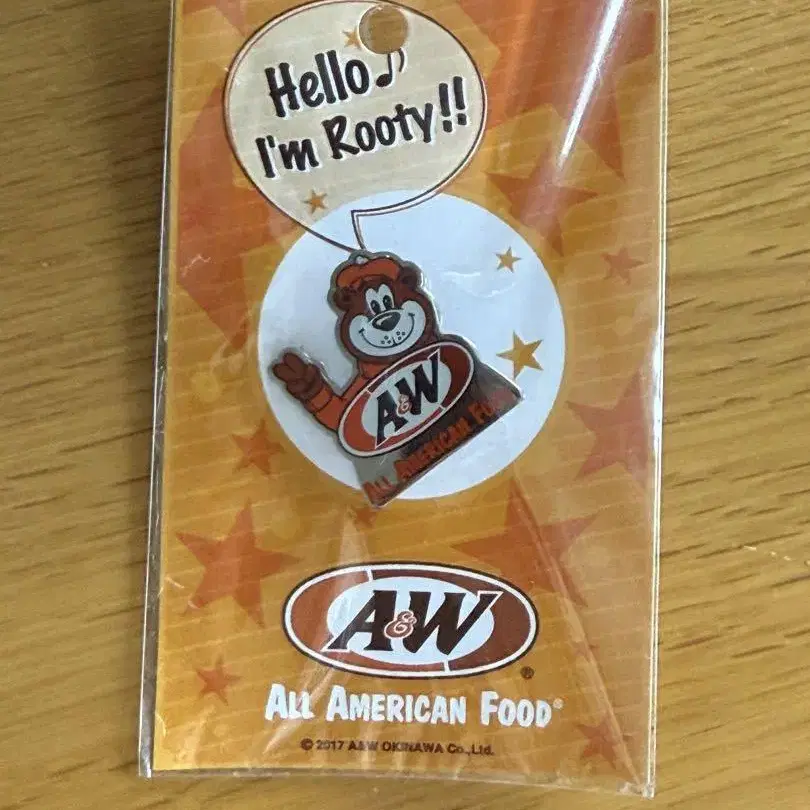 Hello♪
I'm Rooty!!
A&W
ALL AMERICAN FOOD
A&W®
ALL AMERICAN FOOD®
© 2017 A&W OKINAWA Co.,Ltd.